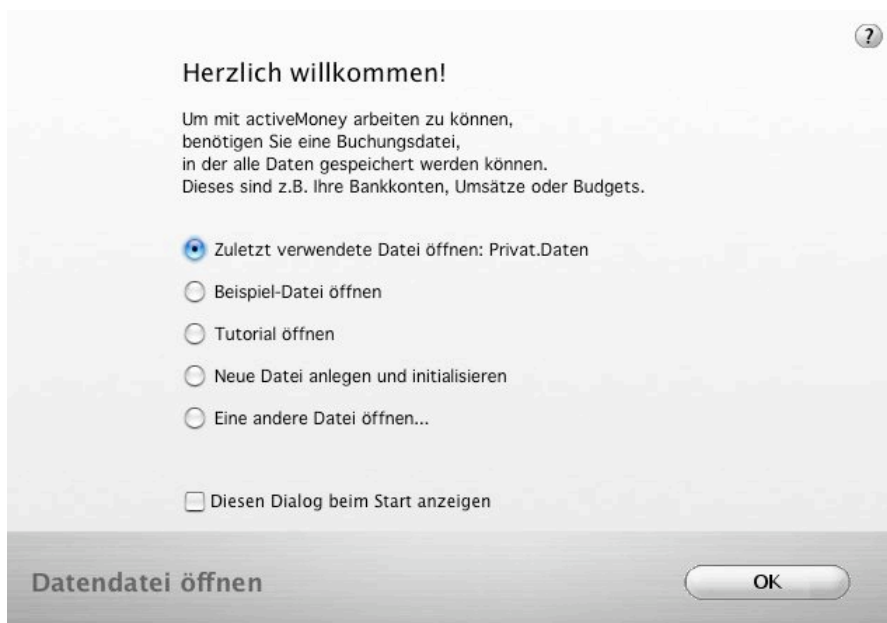 ?
Herzlich willkommen!
Um mit activeMoney arbeiten zu können,
benötigen Sie eine Buchungsdatei,
in der alle Daten gespeichert werden können.
Dieses sind z.B. Ihre Bankkonten, Umsätze oder Budgets.
Zuletzt verwendete Datei öffnen: Privat.Daten
Beispiel-Datei öffnen
Tutorial öffnen
Neue Datei anlegen und initialisieren
Eine andere Datei öffnen...
Diesen Dialog beim Start anzeigen
Datendatei öffnen
OK